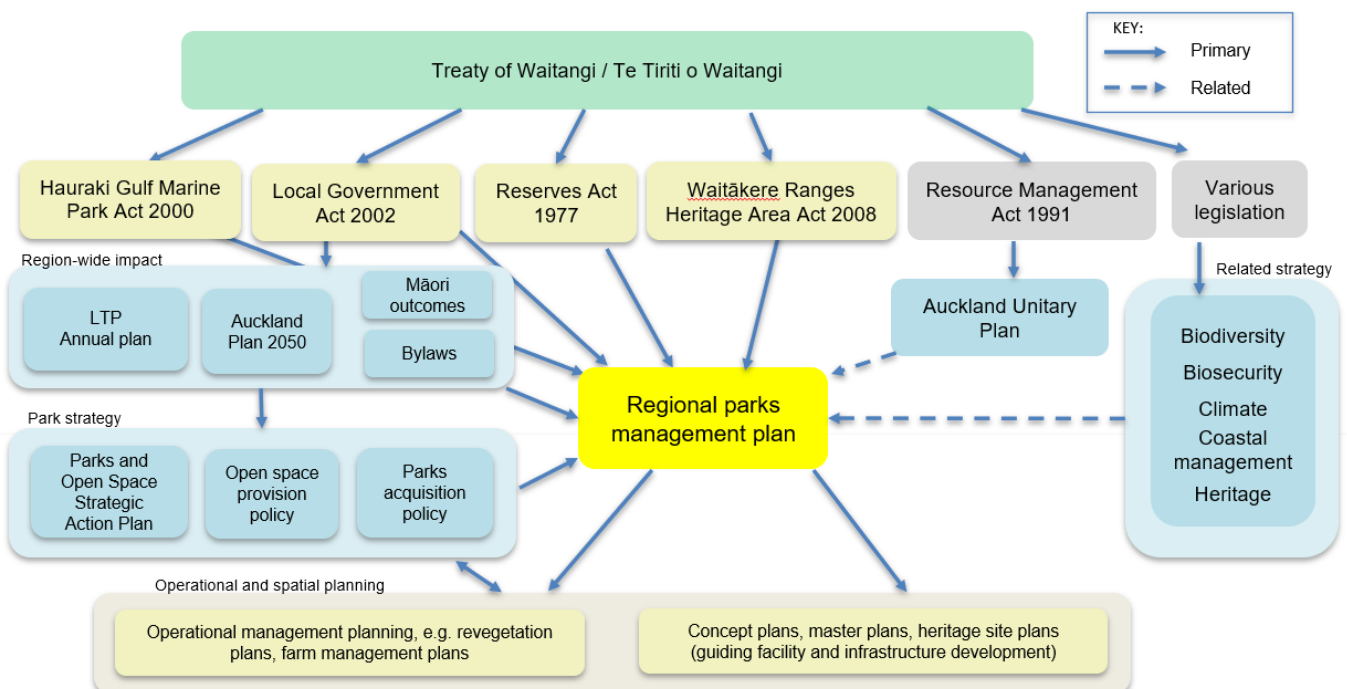 KEY:
Primary
Related
Treaty of Waitangi / Te Tiriti o Waitangi
Hauraki Gulf Marine
Park Act 2000
Local Government
Act 2002
Reserves Act
1977
Waitākere Ranges
Heritage Area Act 2008
Resource Management
Act 1991
Various
legislation
Region-wide impact
LTP
Annual plan
Auckland
Plan 2050
Māori
outcomes
Bylaws
Auckland Unitary
Plan
Related strategy
Biodiversity
Biosecurity
Climate
Coastal
management
Heritage
Regional parks
management plan
Park strategy
Parks and
Open Space
Strategic
Action Plan
Open space
provision
policy
Parks
acquisition
policy
Operational and spatial planning
Operational management planning, e.g. revegetation
plans, farm management plans
Concept plans, master plans, heritage site plans
(guiding facility and infrastructure development)